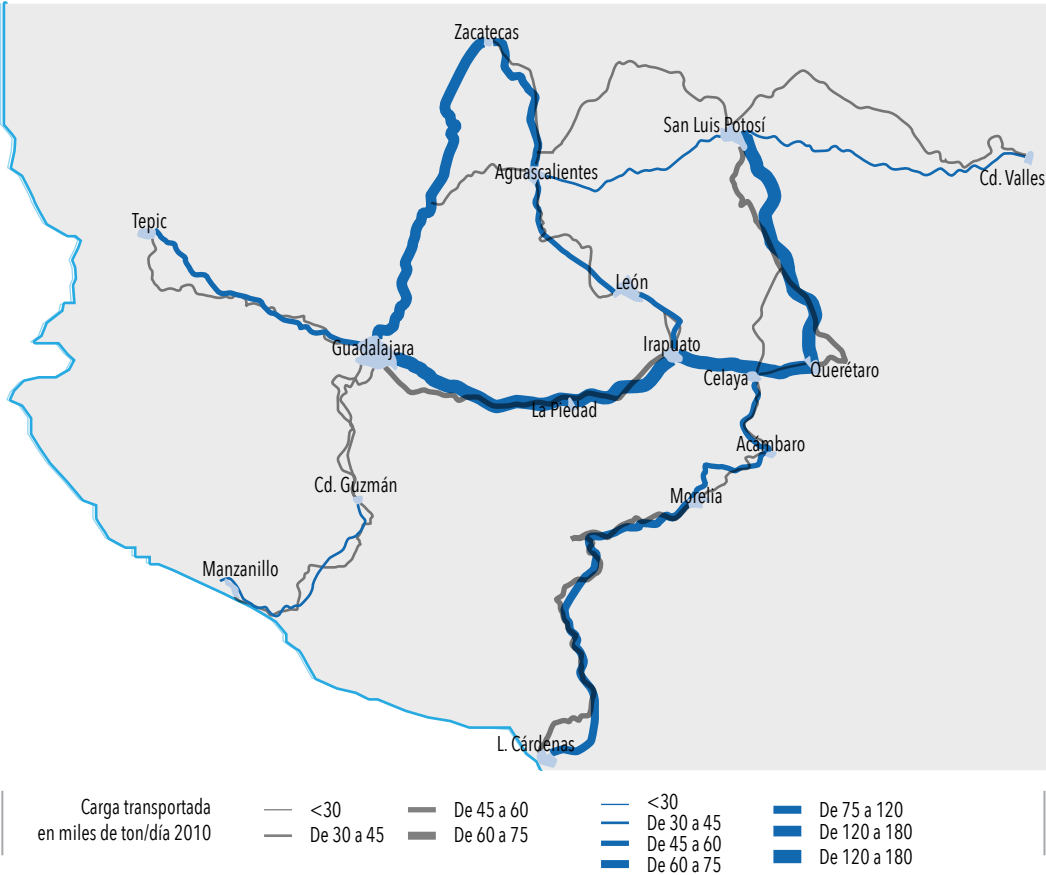 Zacatecas
San Luis Potosí
Aguascalientes
Cd. Valles
Tepic
León
Guadalajara
Irapuato
Celaya
Querétaro
La Piedad
Acámbaro
Cd. Guzmán
Morelia
Manzanillo
L. Cárdenas
Carga transportada
en miles de ton/día 2010
<30
De 30 a 45
De 45 a 60
De 60 a 75
<30
De 30 a 45
De 45 a 60
De 60 a 75
De 75 a 120
De 120 a 180
De 120 a 180